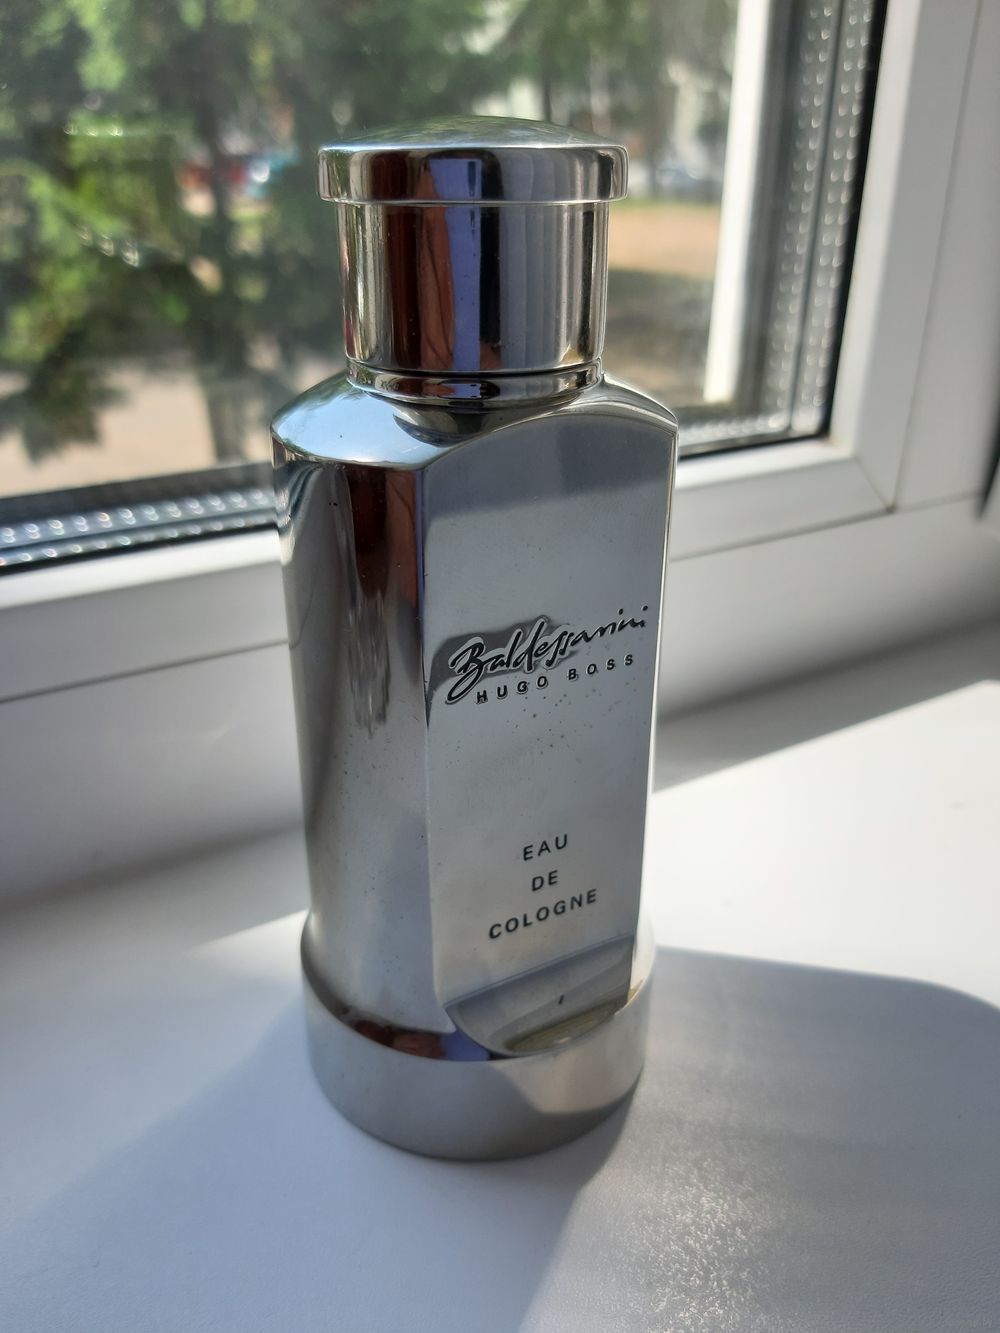 Baldessarini
HUGO BOSS
EAU
DE
COLOGNE